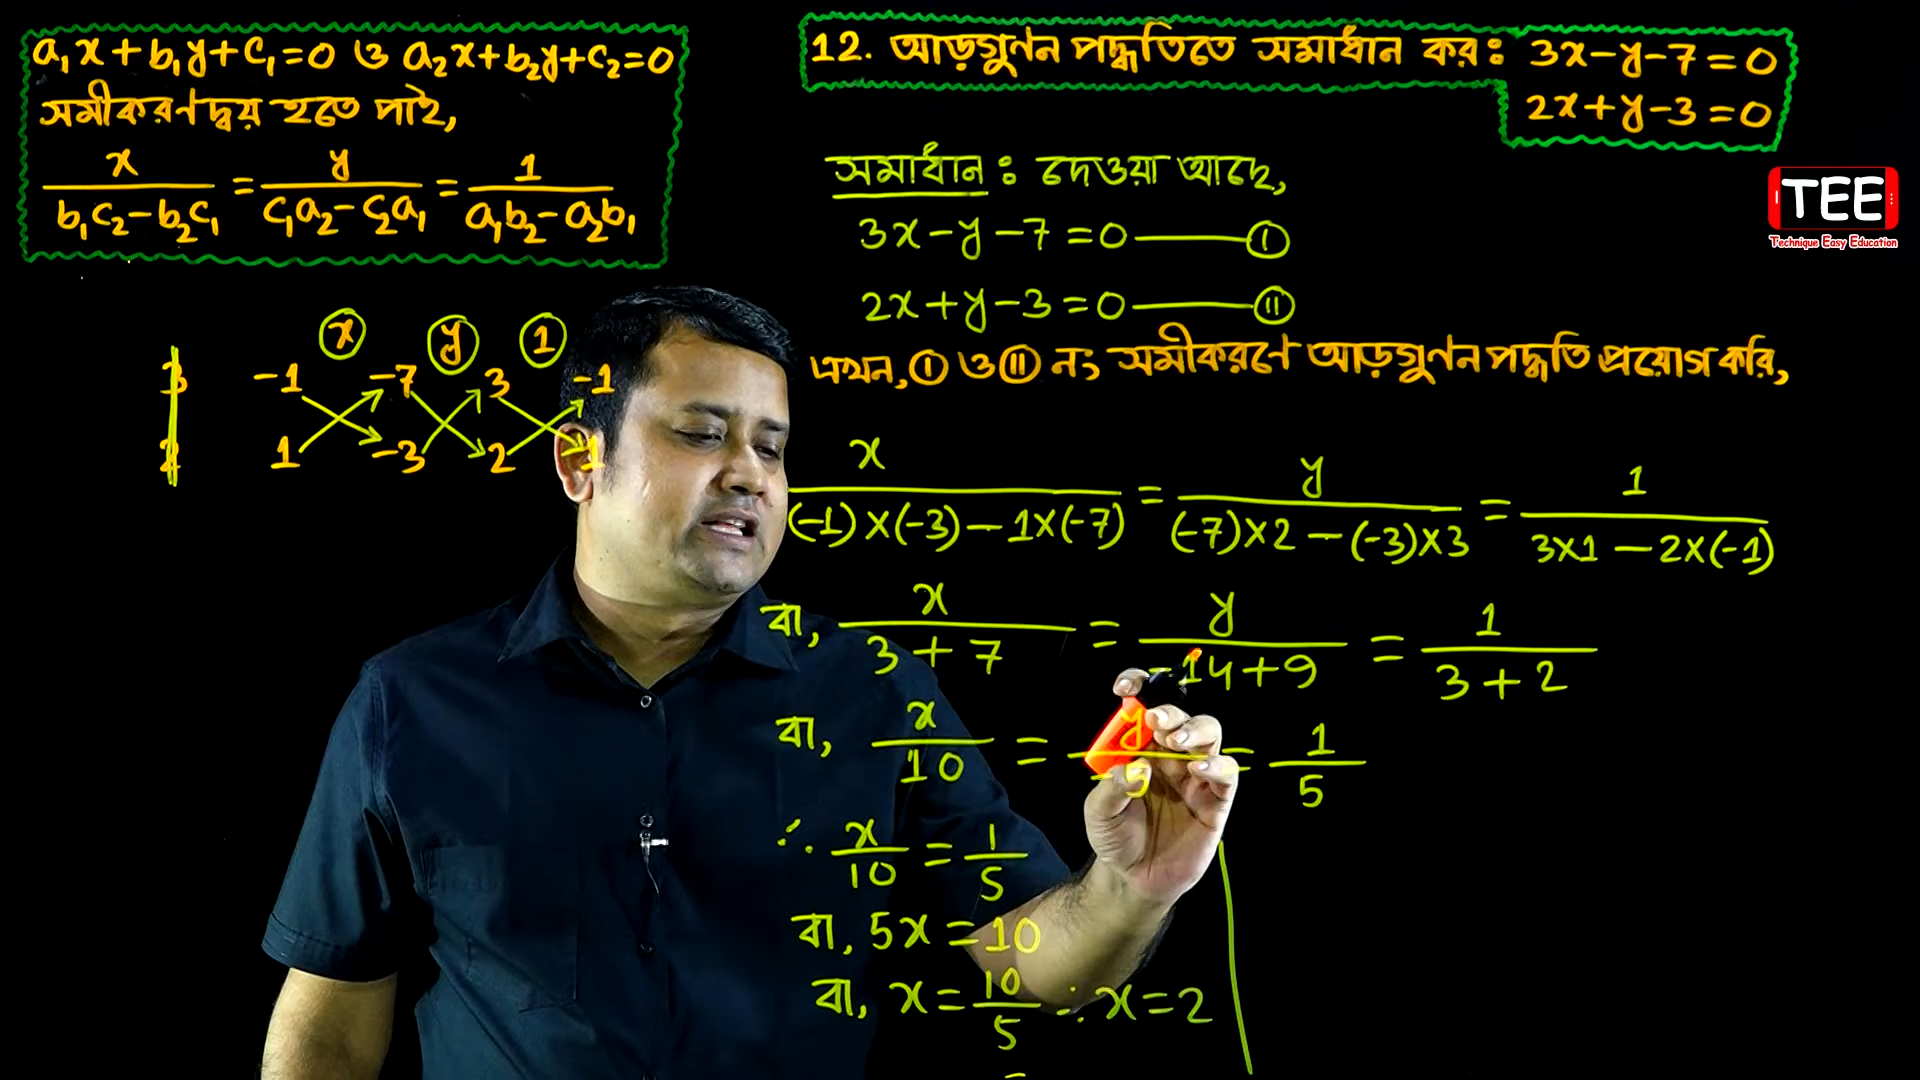 a₁x+b₁y+c₁=0 ও a₂x+b₂y+c₂=0
সমীকরণদ্বয় হতে পাই,
x/(b₁c₂-b₂c₁) = y/(c₁a₂-c₂a₁) = 1/(a₁b₂-a₂b₁)
12. আড়গুণন পদ্ধতিতে সমাধান কর: 3x-y-7=0
2x+y-3=0
TEE
Technique Easy Education
সমাধান: দেওয়া আছে,
3x-y-7=0 — (I)
2x+y-3=0 — (II)
এখন, (I) ও (II) নং সমীকরণে আড়গুণন পদ্ধতি প্রয়োগ করি,
x y 1
3 -1 -7 3 -1
2 1 -3 2 1
x/((-1)×(-3)-1×(-7)) = y/((-7)×2-(-3)×3) = 1/(3×1-2×(-1))
বা, x/(3+7) = y/(-14+9) = 1/(3+2)
বা, x/10 = y/-5 = 1/5
∴ x/10 = 1/5
বা, 5x=10
বা, x=10/5 ∴ x=2